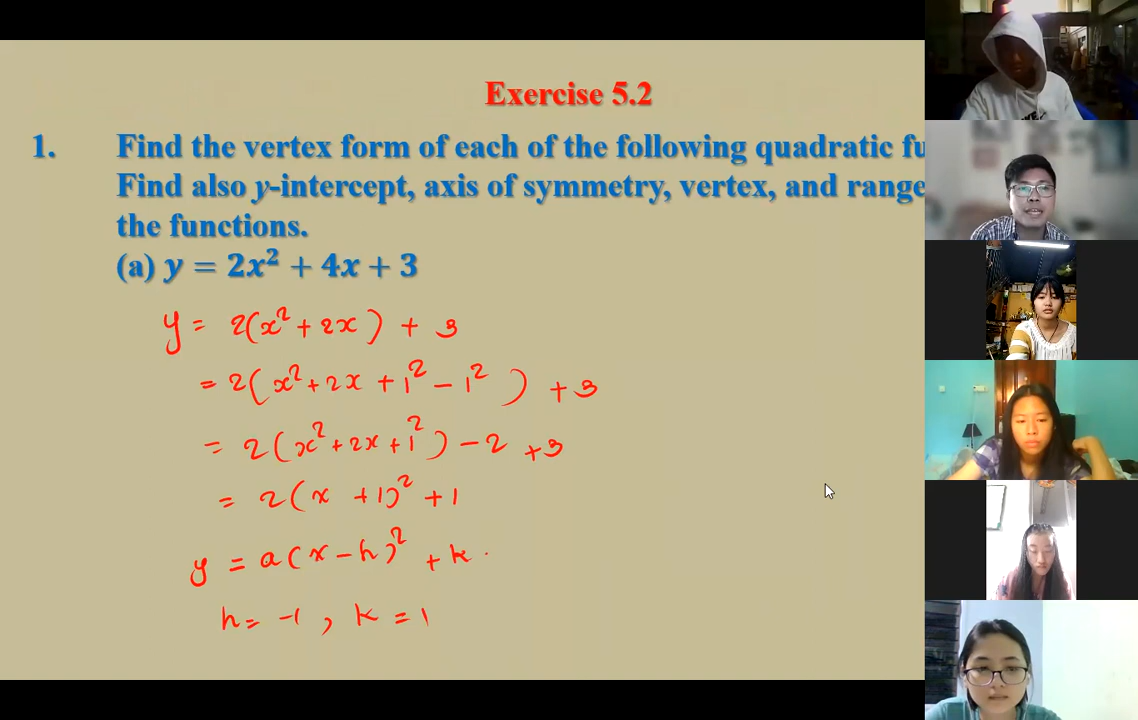 Exercise 5.2
1. Find the vertex form of each of the following quadratic fu
Find also y-intercept, axis of symmetry, vertex, and range
the functions.
(a) y = 2x² + 4x + 3
y = 2(x² + 2x) + 3
= 2(x² + 2x + 1² - 1²) + 3
= 2(x² + 2x + 1²) - 2 + 3
= 2(x + 1)² + 1
y = a(x - h)² + k.
h = -1, k = 1